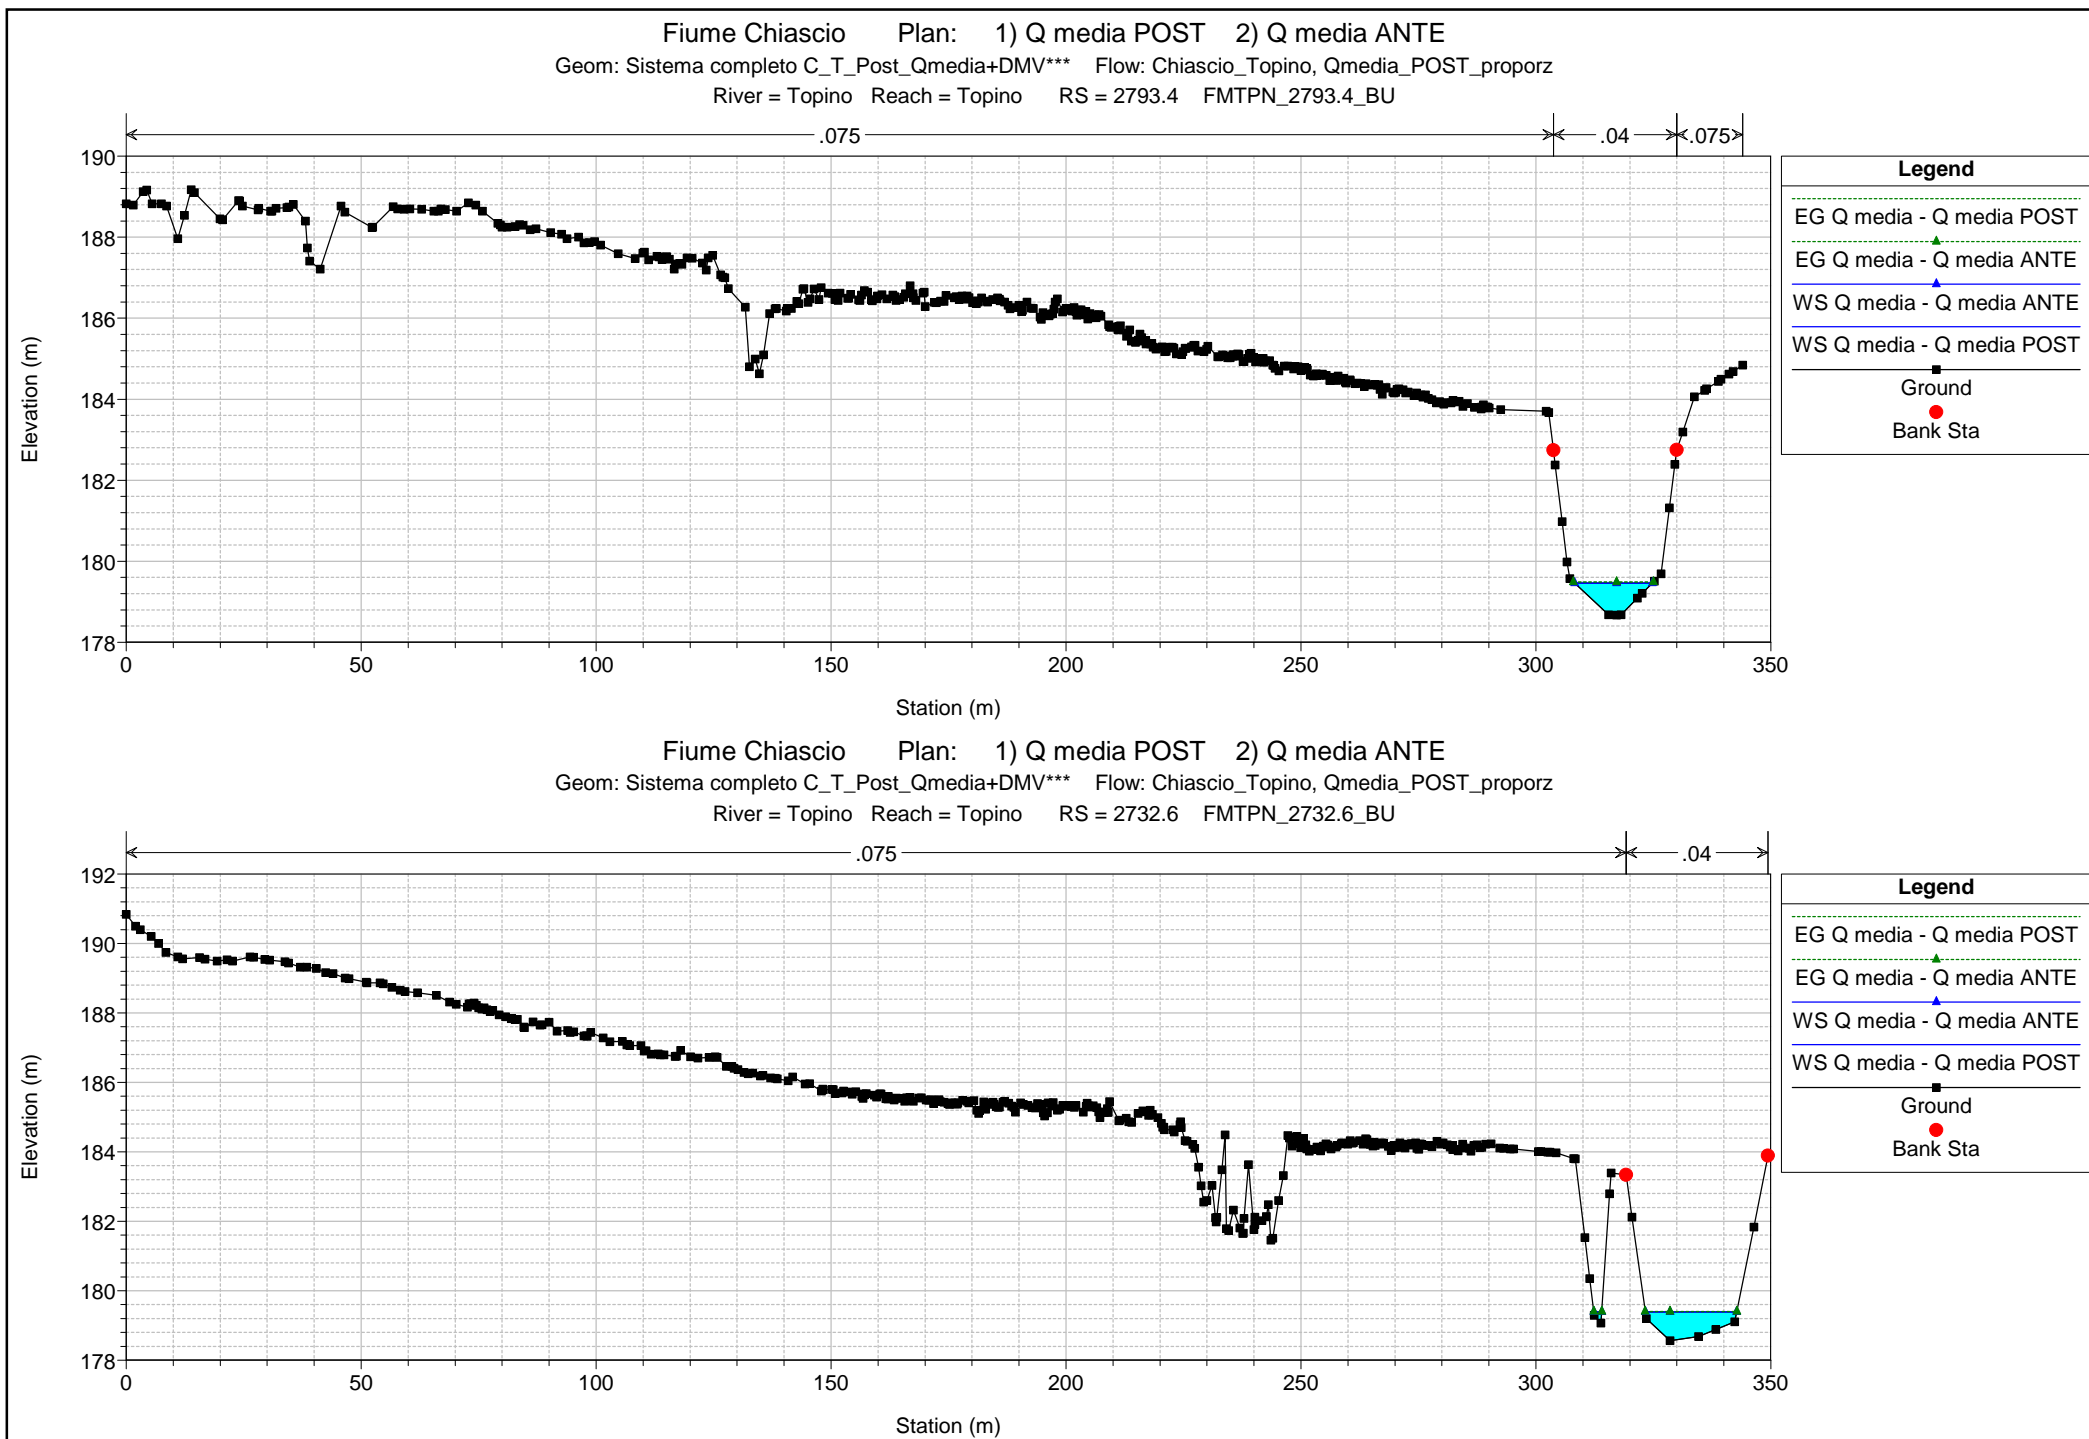 Fiume Chiascio Plan: 1) Q media POST 2) Q media ANTE
Geom: Sistema completo C_T_Post_Qmedia+DMV*** Flow: Chiascio_Topino, Qmedia_POST_proporz
River = Topino Reach = Topino RS = 2793.4 FMTPN_2793.4_BU
.075 .04 .075
190
188
186
184
182
180
178
Elevation (m)
0 50 100 150 200 250 300 350
Station (m)
Legend
EG Q media - Q media POST
EG Q media - Q media ANTE
WS Q media - Q media ANTE
WS Q media - Q media POST
Ground
Bank Sta
Fiume Chiascio Plan: 1) Q media POST 2) Q media ANTE
Geom: Sistema completo C_T_Post_Qmedia+DMV*** Flow: Chiascio_Topino, Qmedia_POST_proporz
River = Topino Reach = Topino RS = 2732.6 FMTPN_2732.6_BU
.075 .04
192
190
188
186
184
182
180
178
Elevation (m)
0 50 100 150 200 250 300 350
Station (m)
Legend
EG Q media - Q media POST
EG Q media - Q media ANTE
WS Q media - Q media ANTE
WS Q media - Q media POST
Ground
Bank Sta